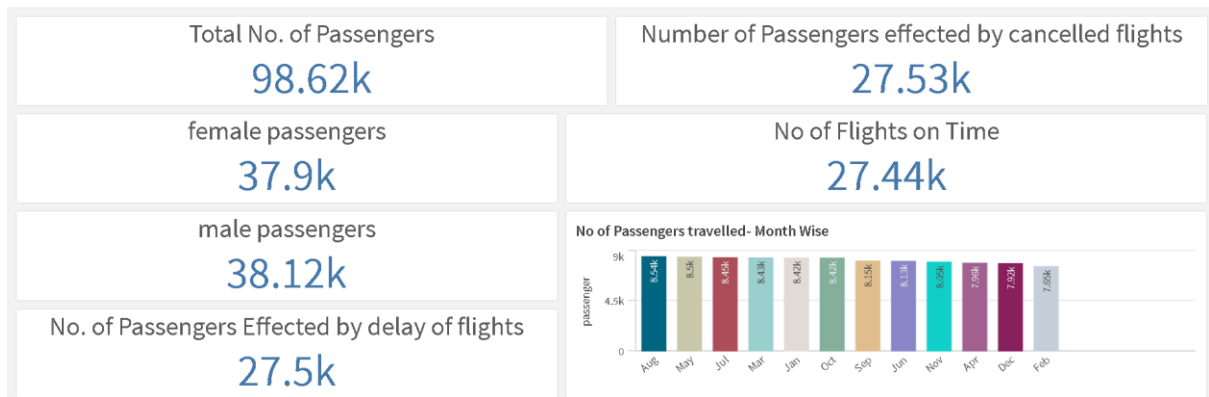 Total No. of Passengers
98.62k
Number of Passengers effected by cancelled flights
27.53k
female passengers
37.9k
No of Flights on Time
27.44k
male passengers
38.12k
No. of Passengers Effected by delay of flights
27.5k
No of Passengers travelled- Month Wise
passenger
9k
4.5k
0
8.54k
8.5k
8.45k
8.43k
8.42k
8.42k
8.15k
8.13k
8.05k
7.96k
7.92k
7.65k
Aug
May
Jul
Mar
Jan
Oct
Sep
Jun
Nov
Apr
Dec
Feb